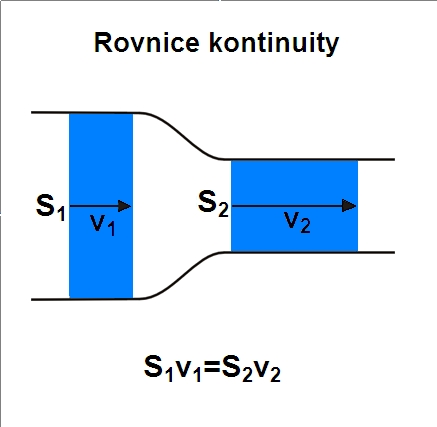 Rovnice kontinuity
S₁ v₁ S₂ v₂
S₁v₁=S₂v₂